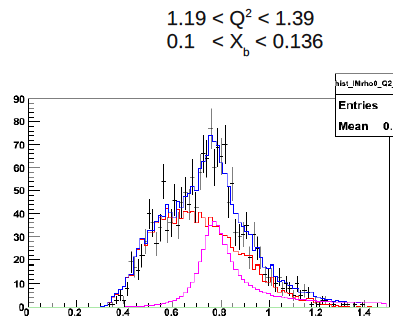 1.19 < Q² < 1.39
0.1 < X_b < 0.136
hist_IMrho0_Q2_
Entries
Mean 0.
90
80
70
60
50
40
30
20
10
0
0 0.2 0.4 0.6 0.8 1 1.2 1.4